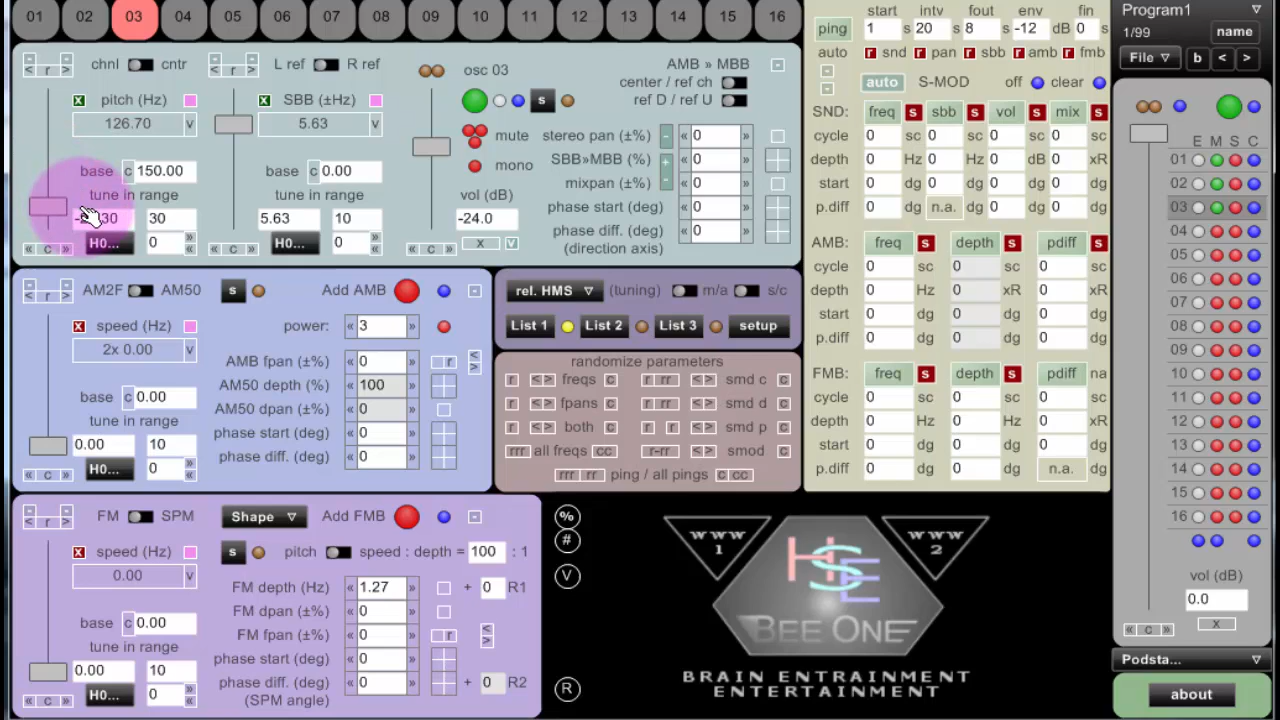 01 02 03 04 05 06 07 08 09 10 11 12 13 14 15 16
chnl cntr L ref R ref osc 03 AMB » MBB
center / ref ch
ref D / ref U
pitch (Hz) SBB (±Hz) s
126.70 v 5.63 v
mute stereo pan (±%) « 0 »
mono SBB»MBB (%) « 0 »
base c 150.00 base c 0.00
tune in range tune in range vol (dB) mixpan (±%) « 0 »
30 5.63 10 -24.0 phase start (deg) « 0 »
H0... 0 H0... 0 x v phase diff. (deg) « 0 »
« c » « c » « c » (direction axis)
AM2F AM50 s Add AMB
speed (Hz) power: « 3 »
2x 0.00 v AMB fpan (±%) « 0 » r
AM50 depth (%) « 100 »
base c 0.00 AM50 dpan (±%) « 0 »
tune in range phase start (deg) « 0 »
0.00 10 phase diff. (deg) « 0 »
« c » H0... 0
rel. HMS (tuning) m/a s/c
List 1 List 2 List 3 setup
randomize parameters
r < > freqs c r rr < > smd c c
r < > fpans c r rr < > smd d c
r < > both c r r < > smd p c
rrr all freqs cc r-rr < > smod c
rrr rr ping / all pings c cc
FM SPM Shape Add FMB
speed (Hz) s pitch speed : depth = 100 : 1
0.00 v FM depth (Hz) « 1.27 » + 0 R1
FM dpan (±%) « 0 »
base c 0.00 FM fpan (±%) « 0 » r
tune in range phase start (deg) « 0 »
0.00 10 phase diff. (deg) « 0 » + 0 R2
« c » H0... 0 (SPM angle)
%
#
V
R
WWW 1 WWW 2
HSE
BEE ONE
BRAIN ENTRAINMENT
ENTERTAINMENT
start intv fout env fin
ping 1 s 20 s 8 s -12 dB 0 s
auto r snd r pan r sbb r amb r fmb
auto S-MOD off clear
SND: freq s sbb s vol s mix s
cycle 0 sc 0 sc 0 sc 0 sc
depth 0 Hz 0 Hz 0 dB 0 xR
start 0 dg 0 dg 0 dg 0 dg
p.diff 0 dg n.a. dg 0 dg 0 dg
AMB: freq s depth s pdiff s
cycle 0 sc 0 sc 0 sc
depth 0 Hz 0 xR 0 xR
start 0 dg 0 dg 0 dg
p.diff 0 dg 0 dg 0 dg
FMB: freq s depth s pdiff na
cycle 0 sc 0 sc 0 sc
depth 0 Hz 0 Hz 0 xR
start 0 dg 0 dg 0 dg
p.diff 0 dg 0 dg n.a. dg
Program1
1/99 name
File b < >
E M S C
01
02
03
04
05
06
07
08
09
10
11
12
13
14
15
16
vol (dB)
0.0
« c » x
Podsta...
about